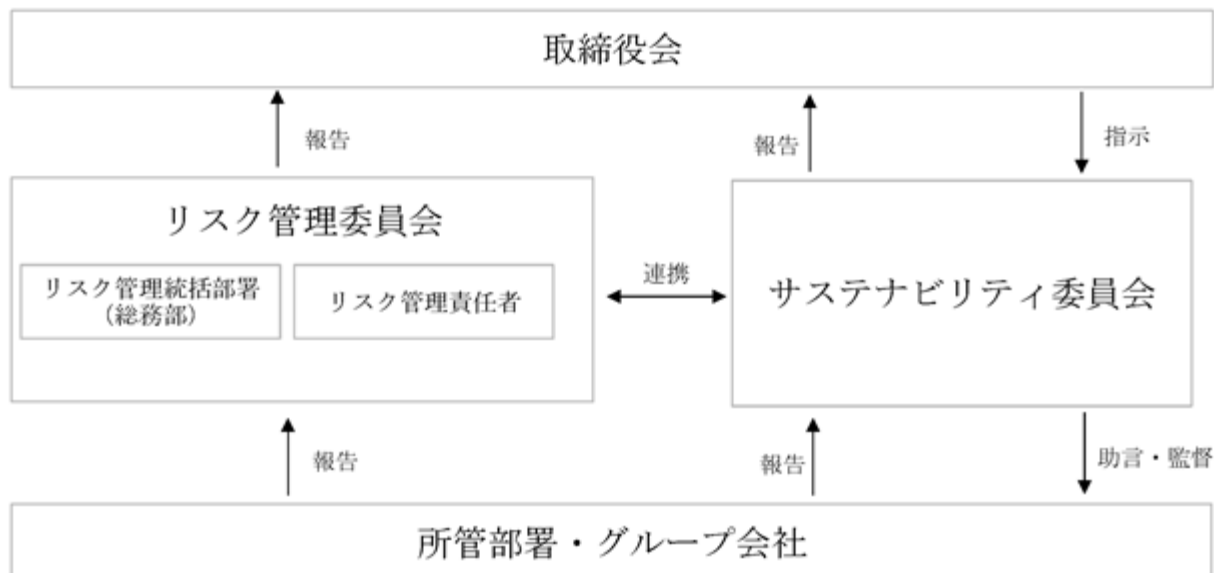 取締役会
報告
報告
指示
リスク管理委員会
リスク管理統括部署
（総務部）
リスク管理責任者
連携
サステナビリティ委員会
報告
報告
助言・監督
所管部署・グループ会社